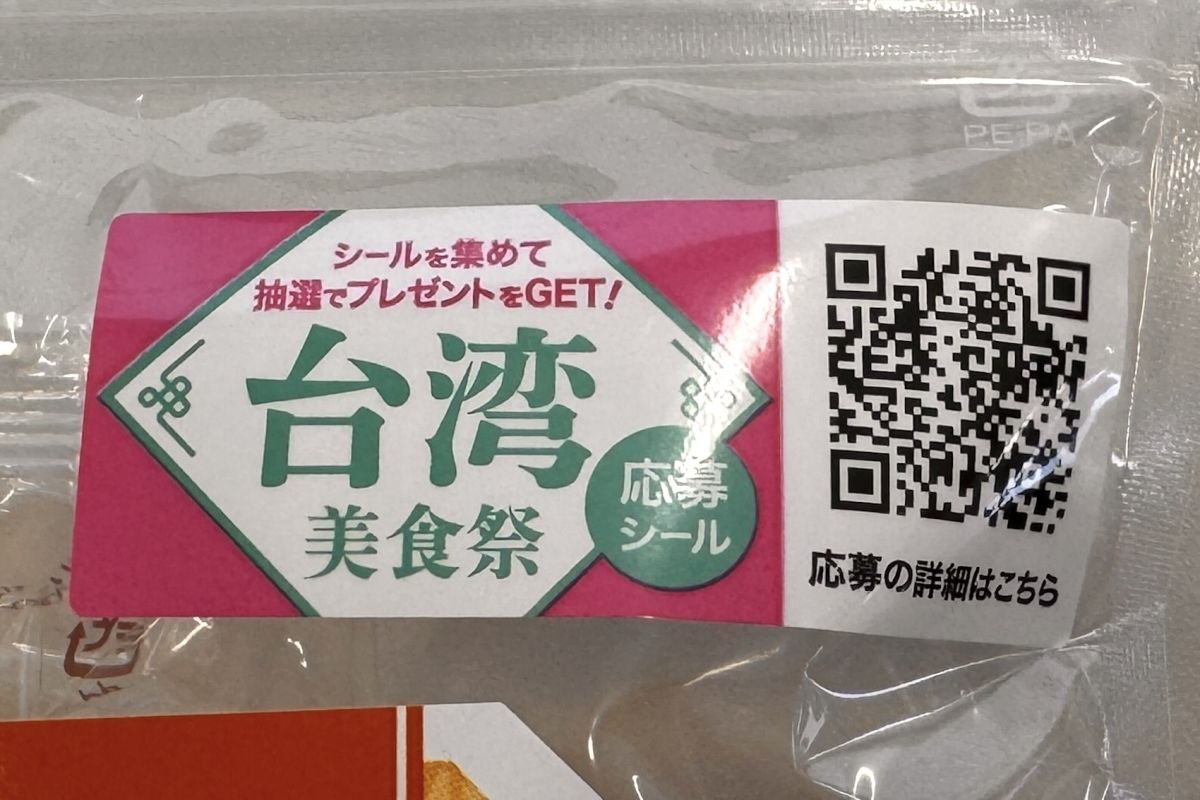 PE.PA
シールを集めて
抽選でプレゼントをGET!
台湾
美食祭
応募
シール
応募の詳細はこちら
プラ